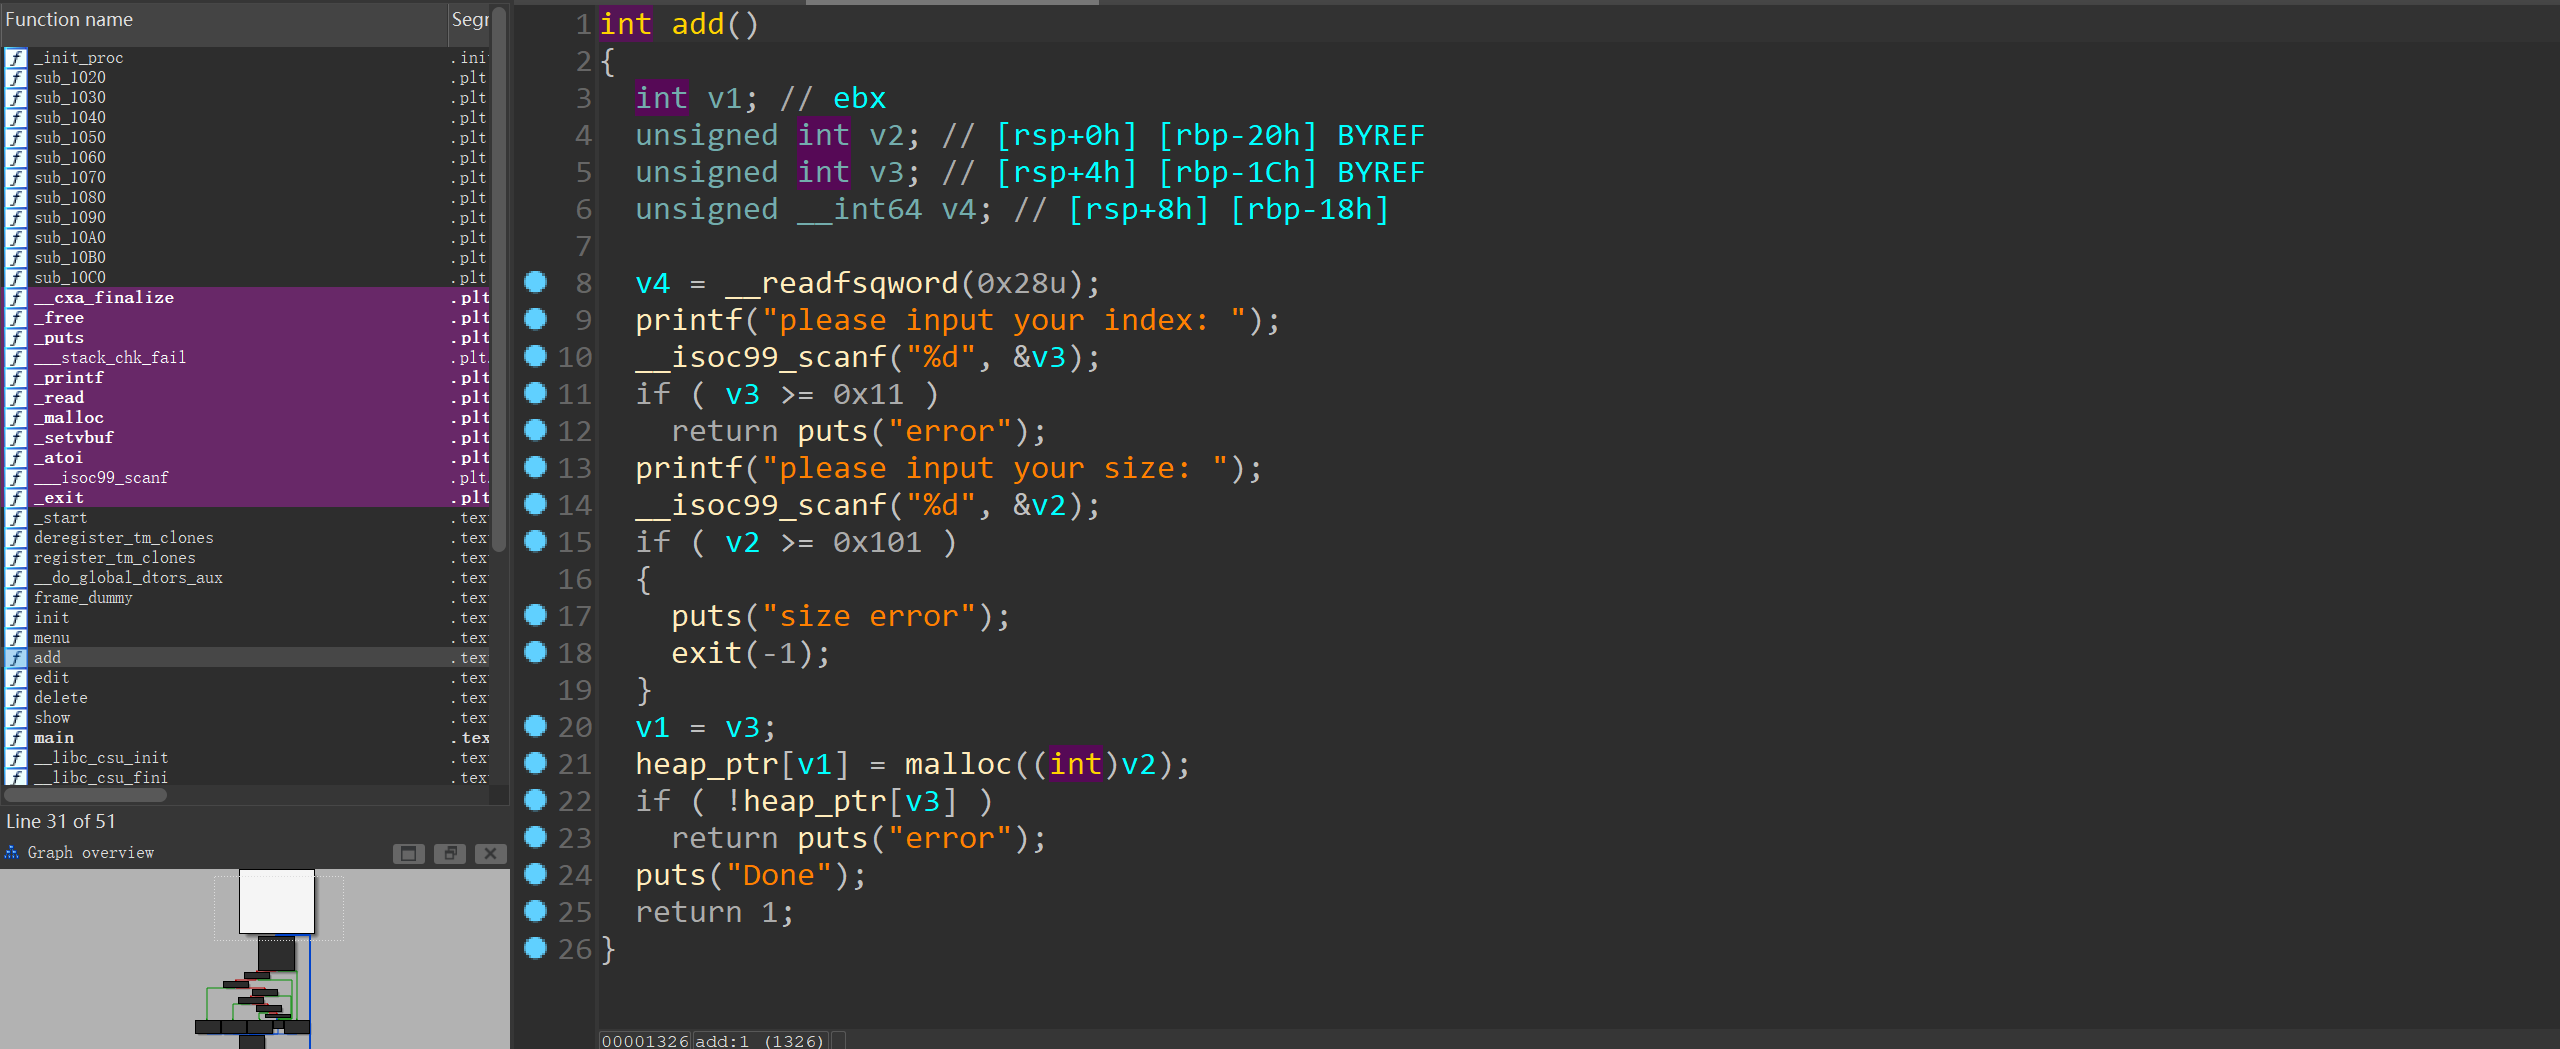 Function name Segr
_init_proc .ini
sub_1020 .plt
sub_1030 .plt
sub_1040 .plt
sub_1050 .plt
sub_1060 .plt
sub_1070 .plt
sub_1080 .plt
sub_1090 .plt
sub_10A0 .plt
sub_10B0 .plt
sub_10C0 .plt
__cxa_finalize .plt
_free .plt
_puts .plt
___stack_chk_fail .plt.
_printf .plt
_read .plt
_malloc .plt
_setvbuf .plt
_atoi .plt
___isoc99_scanf .plt.
_exit .plt
_start .tex
deregister_tm_clones .tex
register_tm_clones .tex
__do_global_dtors_aux .tex
frame_dummy .tex
init .tex
menu .tex
add .tex
edit .tex
delete .tex
show .tex
main .tex
__libc_csu_init .tex
__libc_csu_fini .tex
Line 31 of 51
Graph overview
1 int add()
2 {
3 int v1; // ebx
4 unsigned int v2; // [rsp+0h] [rbp-20h] BYREF
5 unsigned int v3; // [rsp+4h] [rbp-1Ch] BYREF
6 unsigned __int64 v4; // [rsp+8h] [rbp-18h]
7
8 v4 = __readfsqword(0x28u);
9 printf("please input your index: ");
10 __isoc99_scanf("%d", &v3);
11 if ( v3 >= 0x11 )
12 return puts("error");
13 printf("please input your size: ");
14 __isoc99_scanf("%d", &v2);
15 if ( v2 >= 0x101 )
16 {
17 puts("size error");
18 exit(-1);
19 }
20 v1 = v3;
21 heap_ptr[v1] = malloc((int)v2);
22 if ( !heap_ptr[v3] )
23 return puts("error");
24 puts("Done");
25 return 1;
26 }
00001326 add:1 (1326)